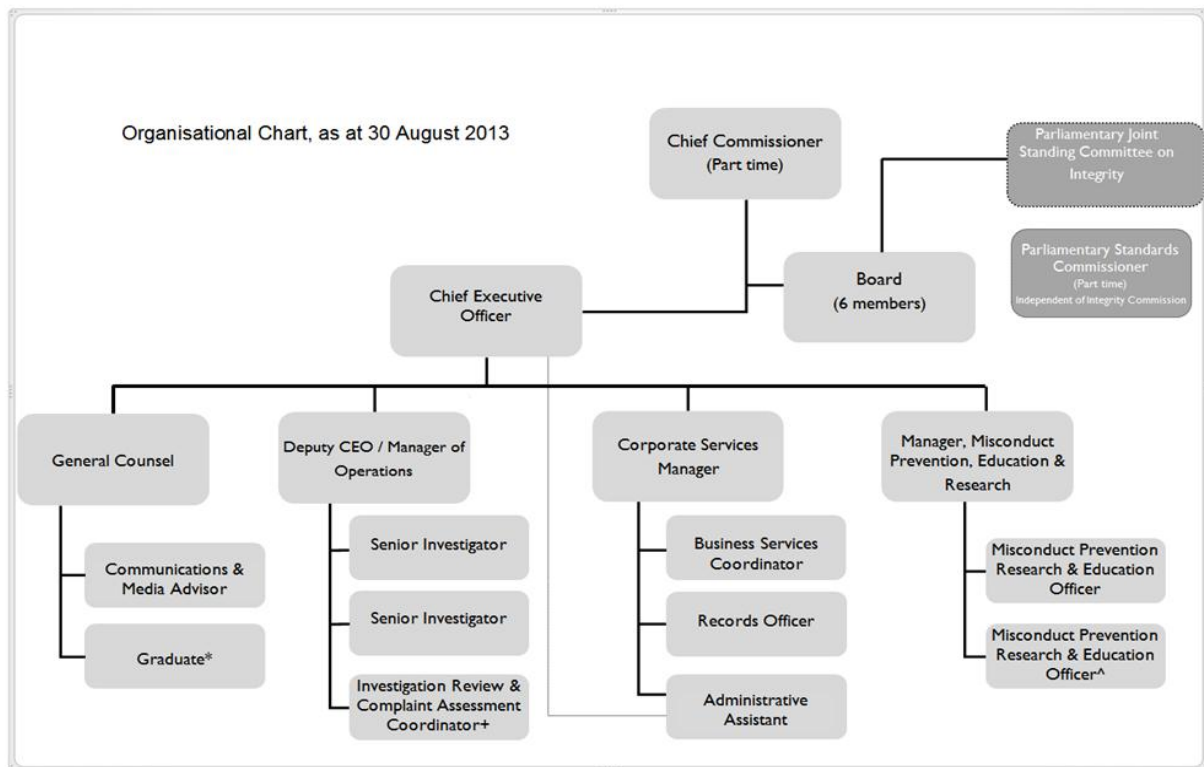 Organisational Chart, as at 30 August 2013
Chief Commissioner
(Part time)
Parliamentary Joint
Standing Committee on
Integrity
Parliamentary Standards
Commissioner
(Part time)
Independent of Integrity Commission
Board
(6 members)
Chief Executive
Officer
General Counsel
Communications &
Media Advisor
Graduate*
Deputy CEO / Manager of
Operations
Senior Investigator
Senior Investigator
Investigation Review &
Complaint Assessment
Coordinator+
Corporate Services
Manager
Business Services
Coordinator
Records Officer
Administrative
Assistant
Manager, Misconduct
Prevention, Education &
Research
Misconduct Prevention
Research & Education
Officer
Misconduct Prevention
Research & Education
Officer^